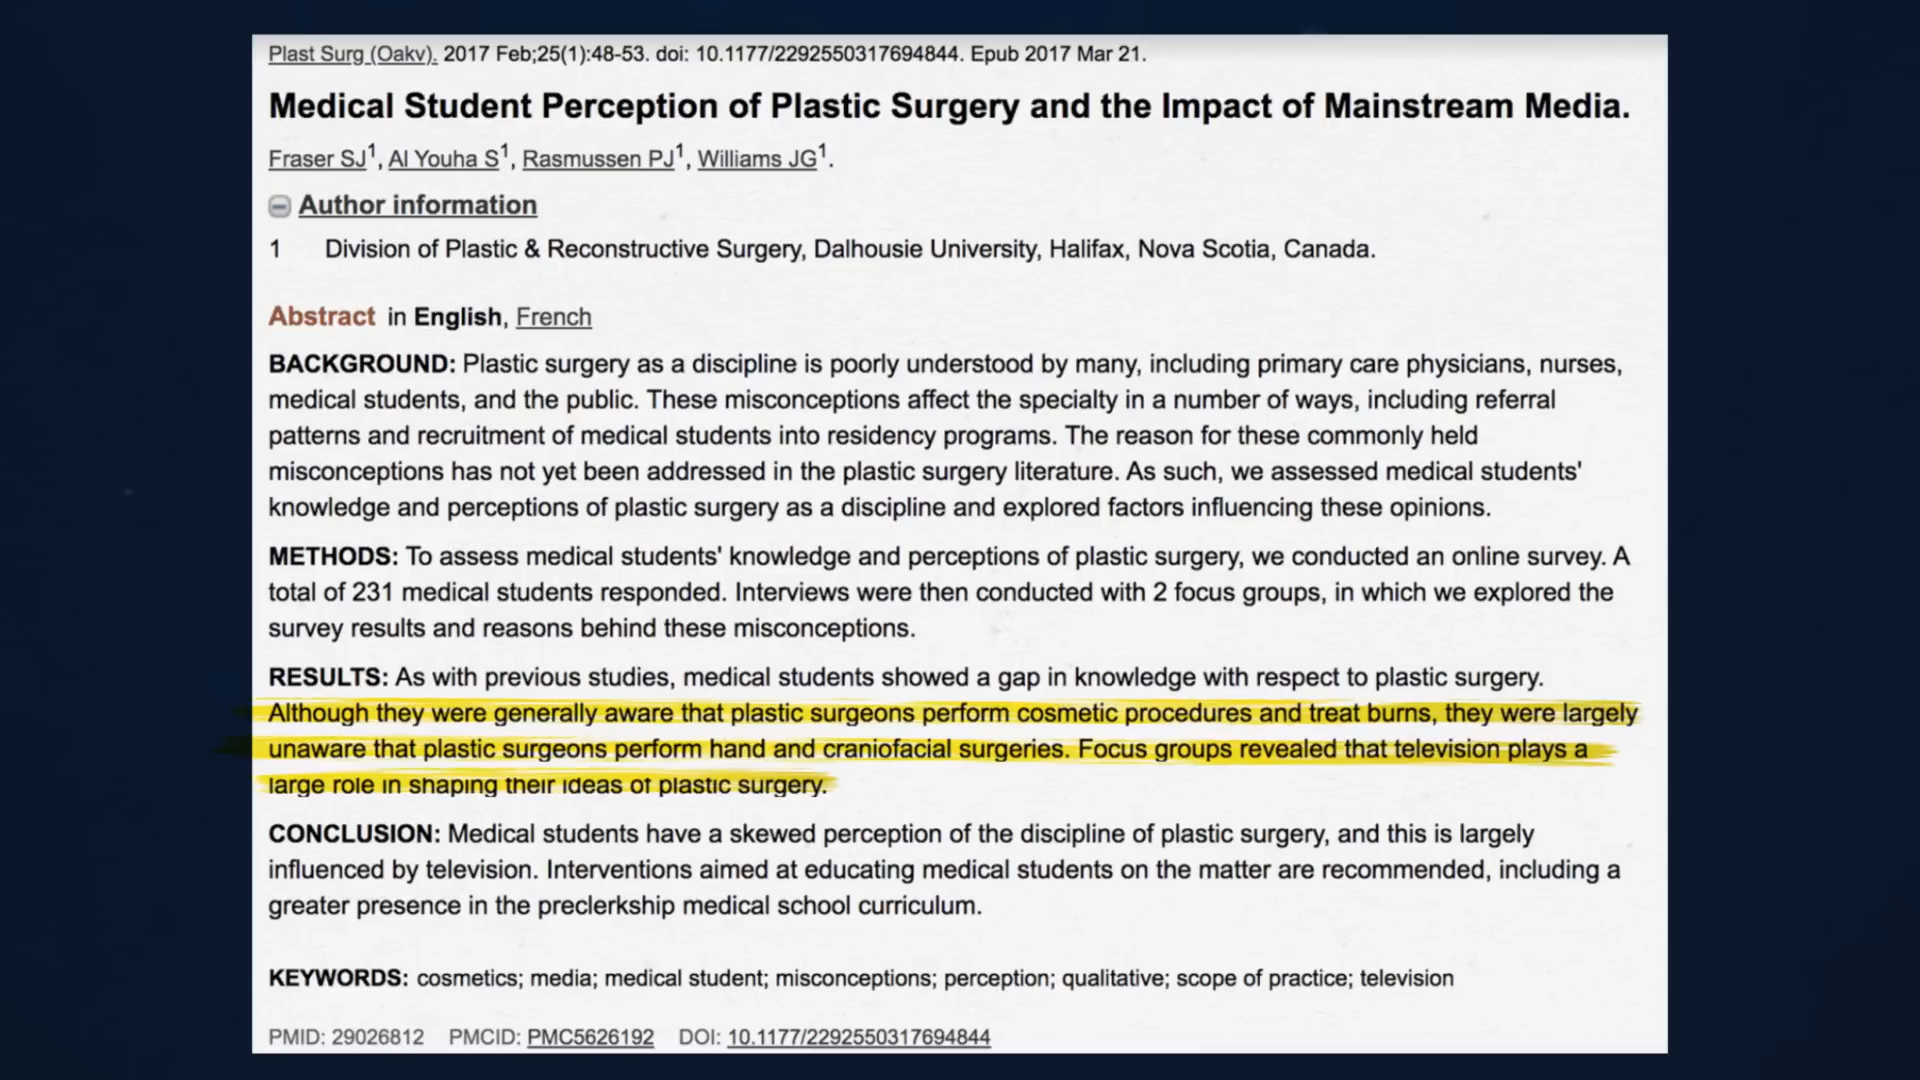 Plast Surg (Oakv). 2017 Feb;25(1):48-53. doi: 10.1177/2292550317694844. Epub 2017 Mar 21.
Medical Student Perception of Plastic Surgery and the Impact of Mainstream Media.
Fraser SJ1, Al Youha S1, Rasmussen PJ1, Williams JG1.
Author information
1 Division of Plastic & Reconstructive Surgery, Dalhousie University, Halifax, Nova Scotia, Canada.
Abstract in English, French
BACKGROUND: Plastic surgery as a discipline is poorly understood by many, including primary care physicians, nurses,
medical students, and the public. These misconceptions affect the specialty in a number of ways, including referral
patterns and recruitment of medical students into residency programs. The reason for these commonly held
misconceptions has not yet been addressed in the plastic surgery literature. As such, we assessed medical students'
knowledge and perceptions of plastic surgery as a discipline and explored factors influencing these opinions.
METHODS: To assess medical students' knowledge and perceptions of plastic surgery, we conducted an online survey. A
total of 231 medical students responded. Interviews were then conducted with 2 focus groups, in which we explored the
survey results and reasons behind these misconceptions.
RESULTS: As with previous studies, medical students showed a gap in knowledge with respect to plastic surgery.
Although they were generally aware that plastic surgeons perform cosmetic procedures and treat burns, they were largely
unaware that plastic surgeons perform hand and craniofacial surgeries. Focus groups revealed that television plays a
large role in shaping their ideas of plastic surgery.
CONCLUSION: Medical students have a skewed perception of the discipline of plastic surgery, and this is largely
influenced by television. Interventions aimed at educating medical students on the matter are recommended, including a
greater presence in the preclerkship medical school curriculum.
KEYWORDS: cosmetics; media; medical student; misconceptions; perception; qualitative; scope of practice; television
PMID: 29026812 PMCID: PMC5626192 DOI: 10.1177/2292550317694844